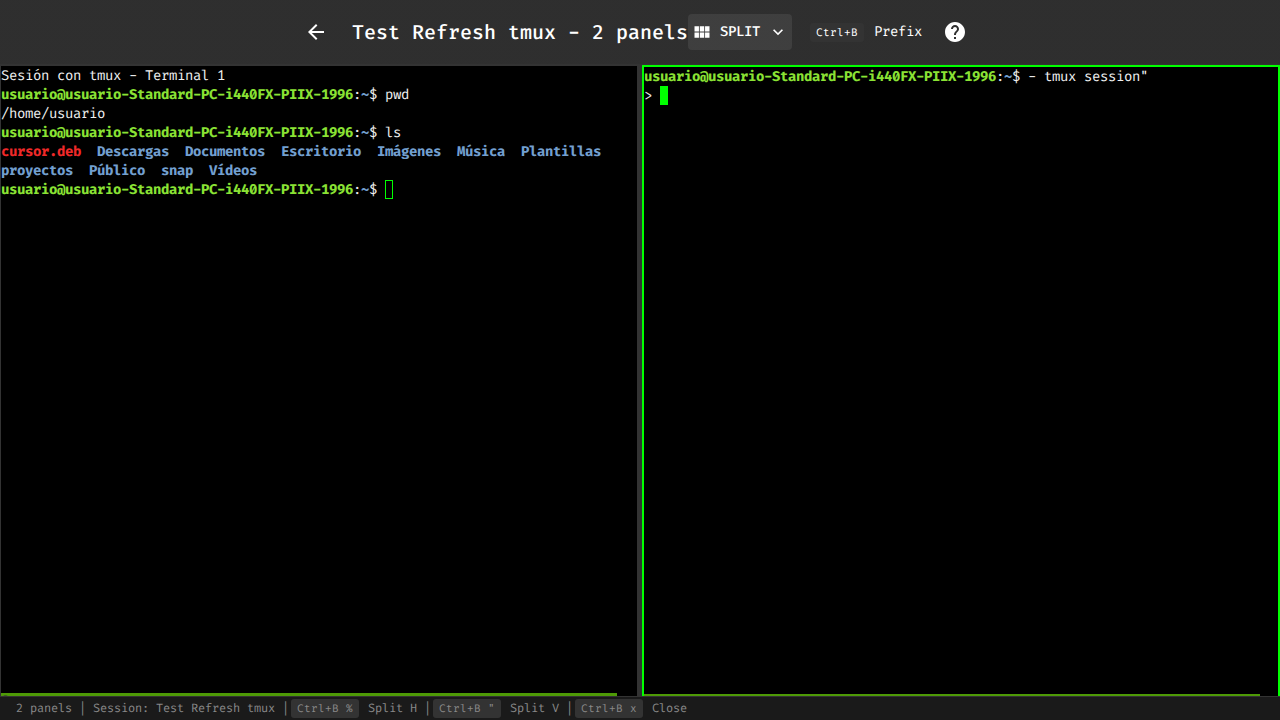 Test Refresh tmux - 2 panels SPLIT Ctrl+B Prefix ?
Sesión con tmux - Terminal 1
usuario@usuario-Standard-PC-i440FX-PIIX-1996:~$ pwd
/home/usuario
usuario@usuario-Standard-PC-i440FX-PIIX-1996:~$ ls
cursor.deb Descargas Documentos Escritorio Imágenes Música Plantillas
proyectos Público snap Vídeos
usuario@usuario-Standard-PC-i440FX-PIIX-1996:~$
usuario@usuario-Standard-PC-i440FX-PIIX-1996:~$ - tmux session"
>
2 panels | Session: Test Refresh tmux | Ctrl+B % Split H | Ctrl+B " Split V | Ctrl+B x Close